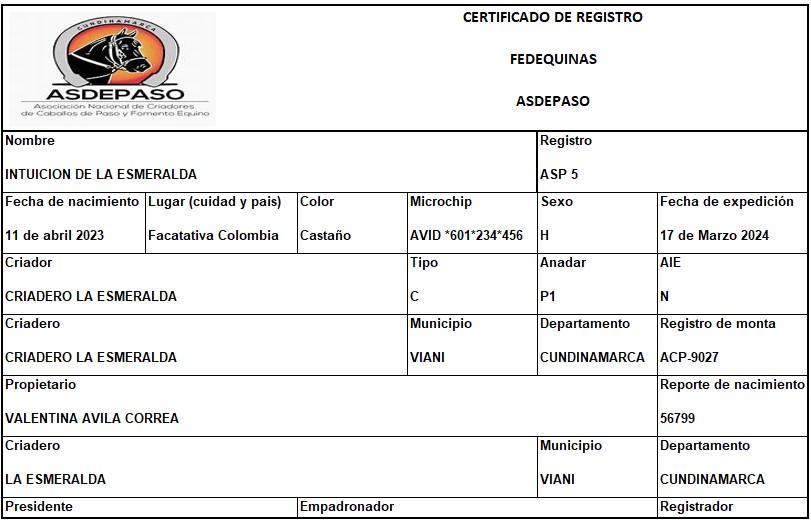 CUNDINAMARCA
ASDEPASO
Asociación Nacional de Criadores
de Caballos de Paso y Fomento Equino
CERTIFICADO DE REGISTRO
FEDEQUINAS
ASDEPASO
Nombre Registro
INTUICION DE LA ESMERALDA ASP 5
Fecha de nacimiento Lugar (cuidad y pais) Color Microchip Sexo Fecha de expedición
11 de abril 2023 Facatativa Colombia Castaño AVID *601*234*456 H 17 de Marzo 2024
Criador Tipo Anadar AIE
CRIADERO LA ESMERALDA C P1 N
Criadero Municipio Departamento Registro de monta
CRIADERO LA ESMERALDA VIANI CUNDINAMARCA ACP-9027
Propietario Reporte de nacimiento
VALENTINA AVILA CORREA 56799
Criadero Municipio Departamento
LA ESMERALDA VIANI CUNDINAMARCA
Presidente Empadronador Registrador